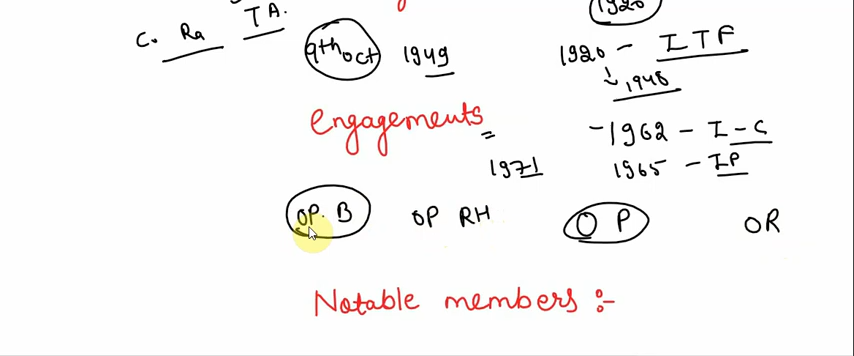 1920
C. Ra TA.
9th oct 1949 1920 - ITF
↓ 1948
Engagements =
- 1962 - I - C
1971 1965 - IP
OP. B OP RH O P OR
Notable members :-